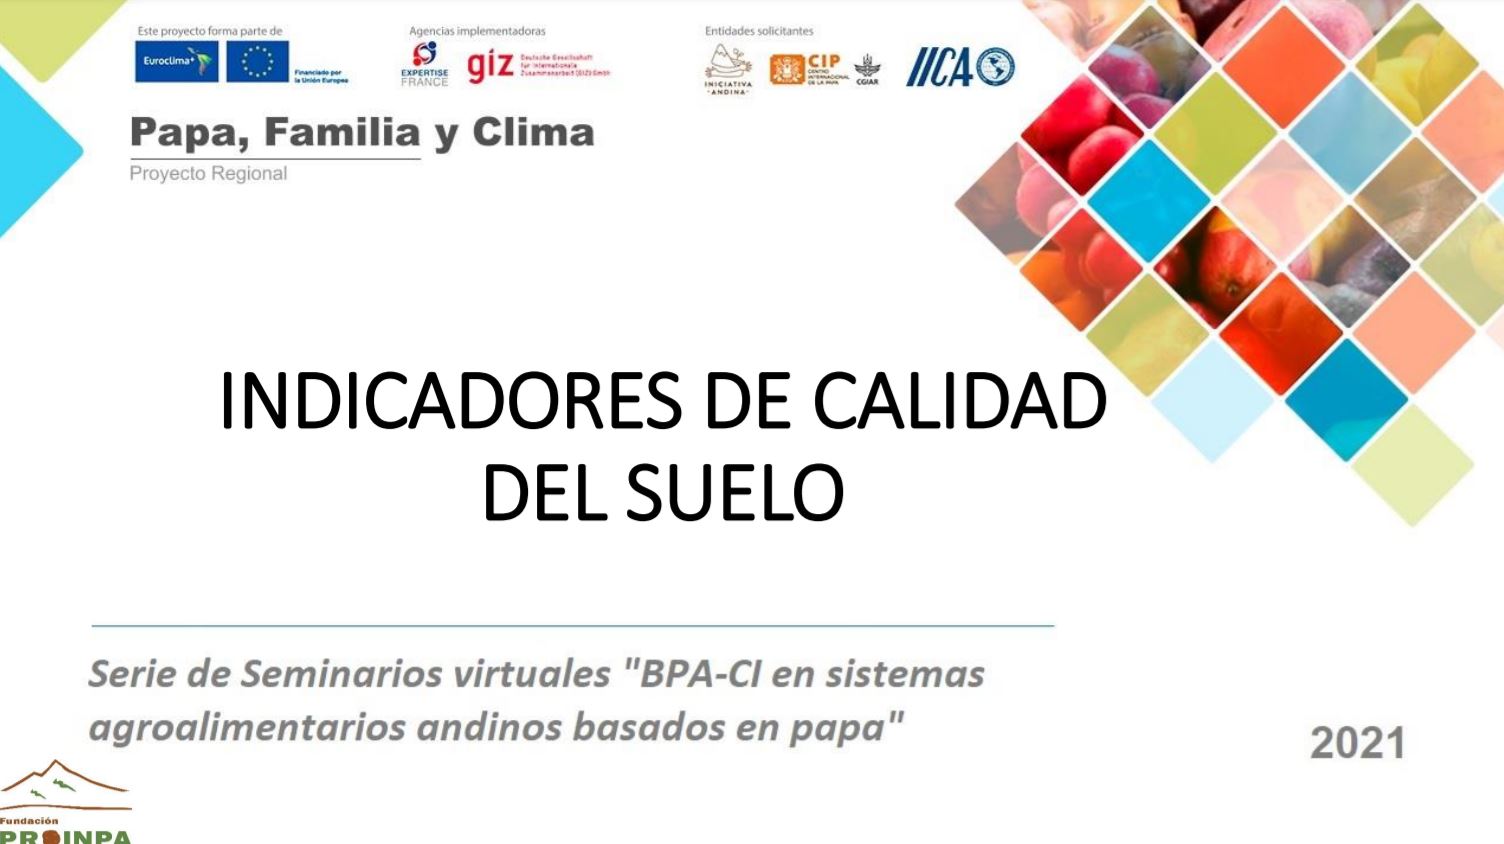 Este proyecto forma parte de
Agencias implementadoras
Entidades solicitantes
Euroclima+
Financiado por
la Unión Europea
EXPERTISE
FRANCE
giz
Deutsche Gesellschaft
für Internationale
Zusammenarbeit (GIZ) GmbH
INICIATIVA
·ANDINA·
CIP
CENTRO
INTERNACIONAL
DE LA PAPA
CGIAR
IICA
Papa, Familia y Clima
Proyecto Regional
INDICADORES DE CALIDAD
DEL SUELO
Serie de Seminarios virtuales "BPA-CI en sistemas
agroalimentarios andinos basados en papa"
2021
Fundación
PROINPA